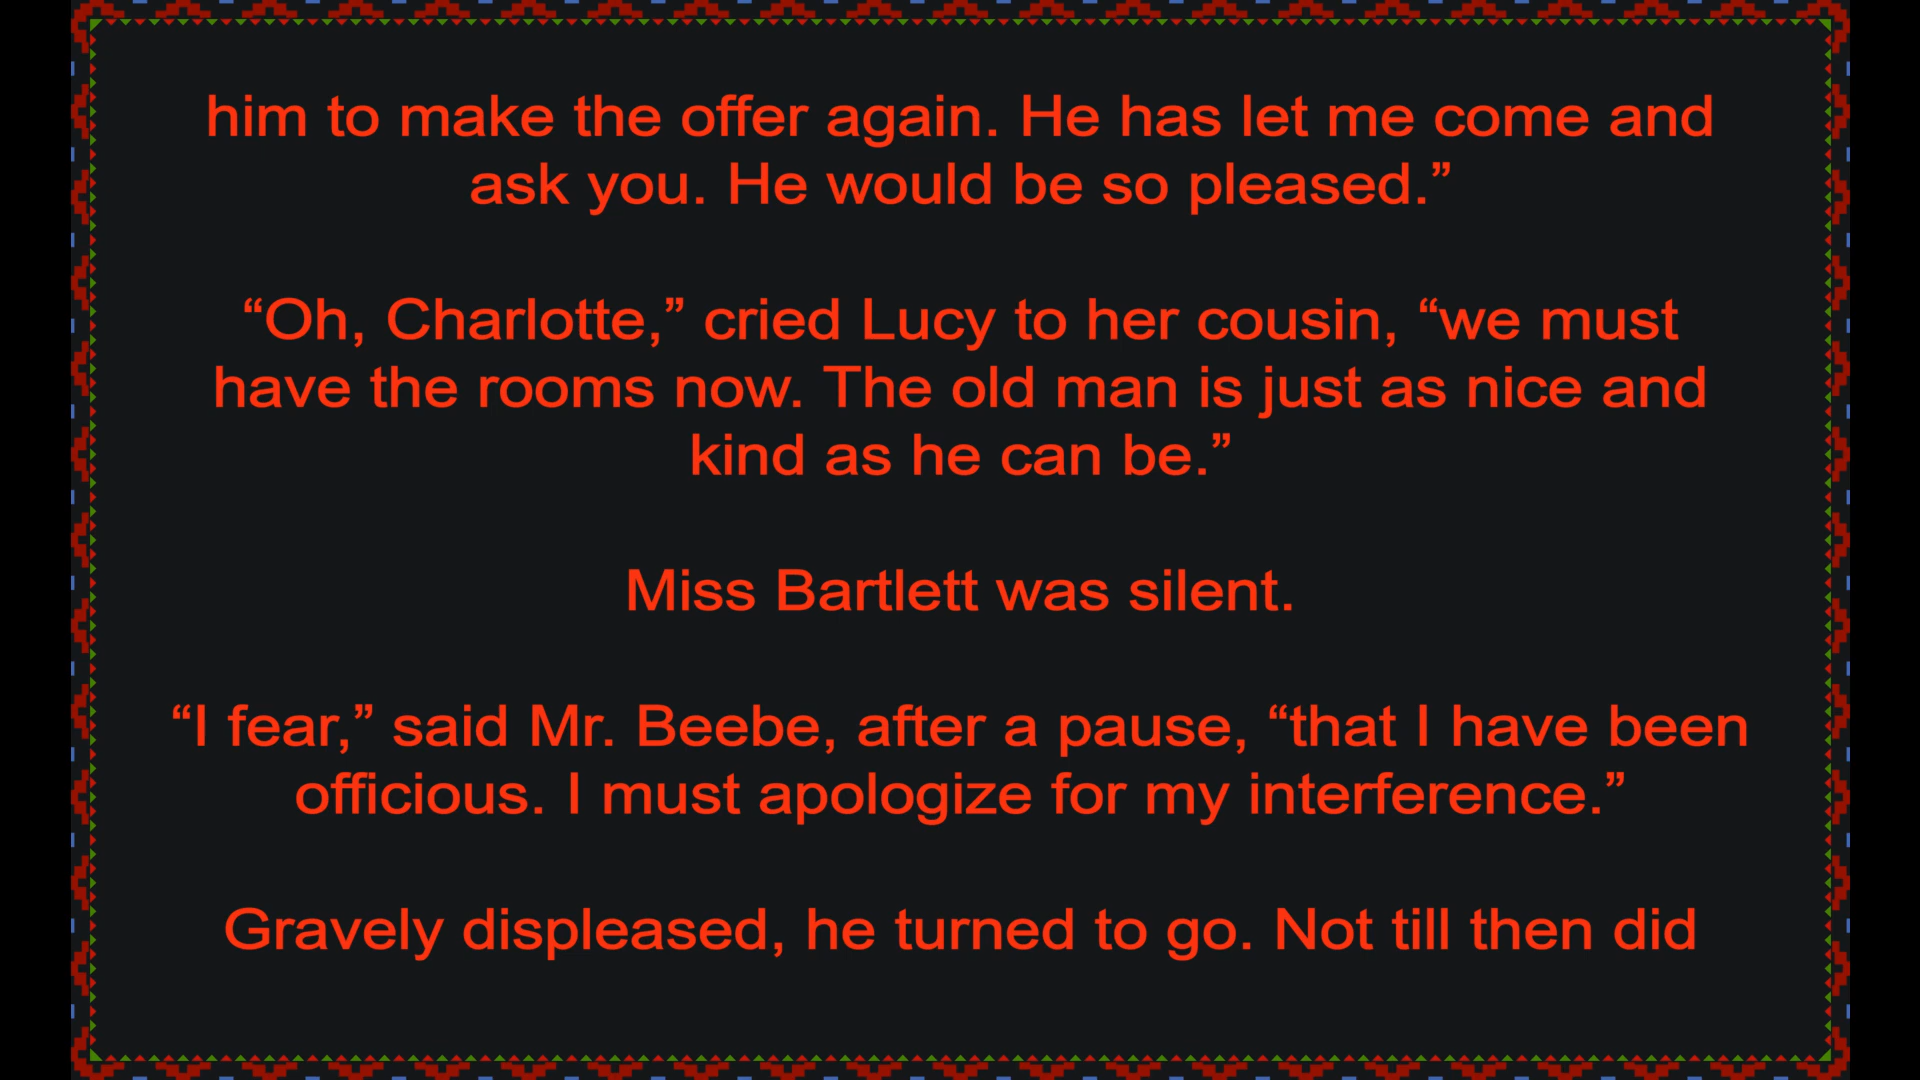 him to make the offer again. He has let me come and
ask you. He would be so pleased.”
“Oh, Charlotte,” cried Lucy to her cousin, “we must
have the rooms now. The old man is just as nice and
kind as he can be.”
Miss Bartlett was silent.
“I fear,” said Mr. Beebe, after a pause, “that I have been
officious. I must apologize for my interference.”
Gravely displeased, he turned to go. Not till then did